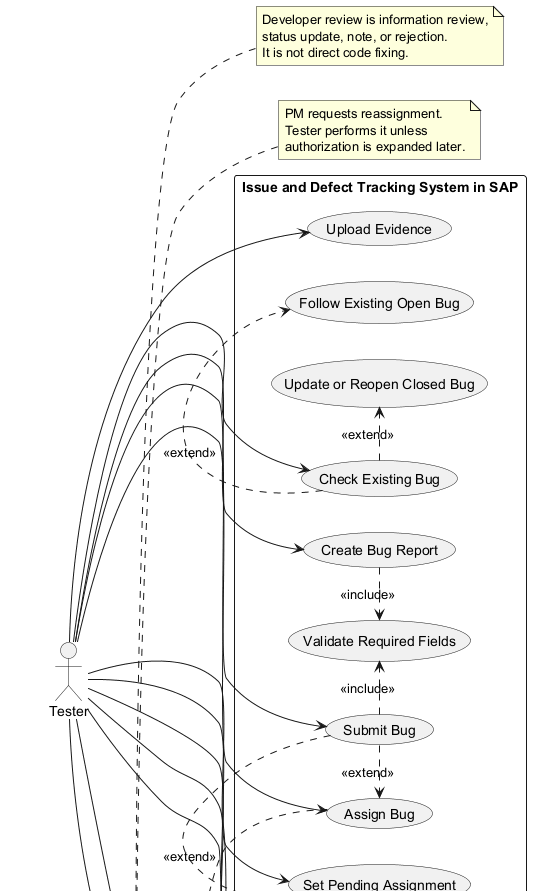 Developer review is information review,
status update, note, or rejection.
It is not direct code fixing.
PM requests reassignment.
Tester performs it unless
authorization is expanded later.
Issue and Defect Tracking System in SAP
Upload Evidence
Follow Existing Open Bug
Update or Reopen Closed Bug
«extend»
«extend»
Check Existing Bug
Create Bug Report
«include»
Validate Required Fields
«include»
Tester
Submit Bug
«extend»
Assign Bug
«extend»
Set Pending Assignment